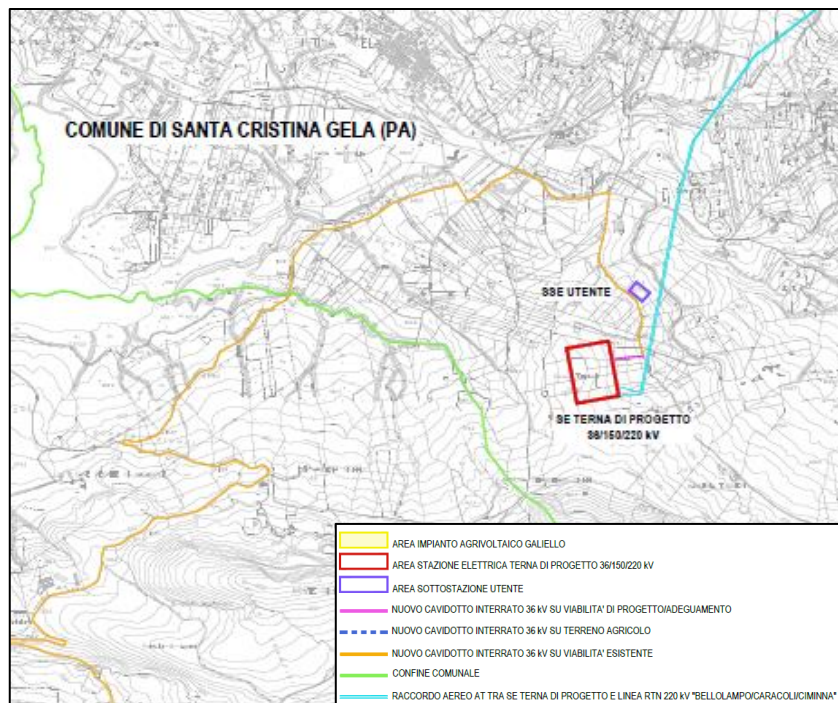 COMUNE DI SANTA CRISTINA GELA (PA)
SSE UTENTE
SE TERNA DI PROGETTO
36/150/220 kV
AREA IMPIANTO AGRIVOLTAICO GALIELLO
AREA STAZIONE ELETTRICA TERNA DI PROGETTO 36/150/220 kV
AREA SOTTOSTAZIONE UTENTE
NUOVO CAVIDOTTO INTERRATO 36 kV SU VIABILITA' DI PROGETTO/ADEGUAMENTO
NUOVO CAVIDOTTO INTERRATO 36 kV SU TERRENO AGRICOLO
NUOVO CAVIDOTTO INTERRATO 36 kV SU VIABILITA' ESISTENTE
CONFINE COMUNALE
RACCORDO AEREO AT TRA SE TERNA DI PROGETTO E LINEA RTN 220 kV "BELLOLAMPO/CARACOLI/CIMINNA"